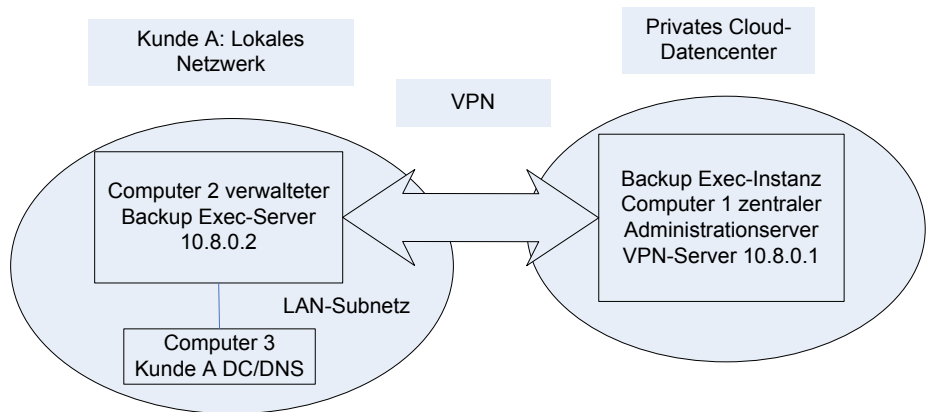 Kunde A: Lokales
Netzwerk
Privates Cloud-
Datencenter
VPN
Computer 2 verwalteter
Backup Exec-Server
10.8.0.2
Backup Exec-Instanz
Computer 1 zentraler
Administrationserver
VPN-Server 10.8.0.1
LAN-Subnetz
Computer 3
Kunde A DC/DNS